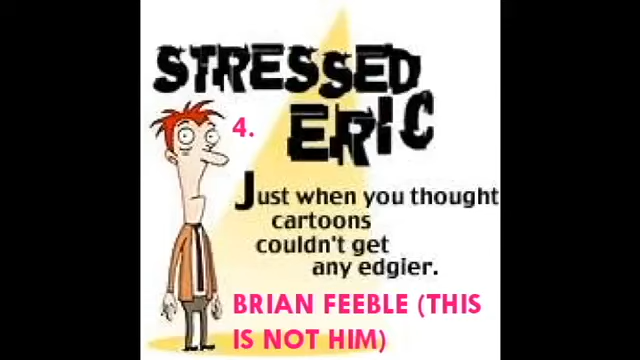 STRESSED
4.
ERIC
Just when you thought
cartoons
couldn't get
any edgier.
BRIAN FEEBLE (THIS
IS NOT HIM)